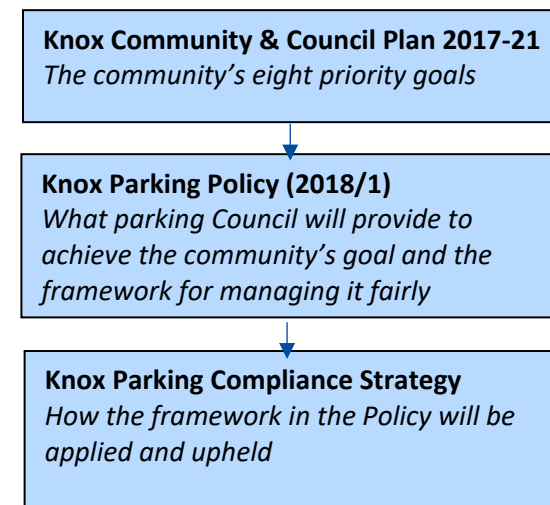 Knox Community & Council Plan 2017-21
The community’s eight priority goals
Knox Parking Policy (2018/1)
What parking Council will provide to
achieve the community’s goal and the
framework for managing it fairly
Knox Parking Compliance Strategy
How the framework in the Policy will be
applied and upheld